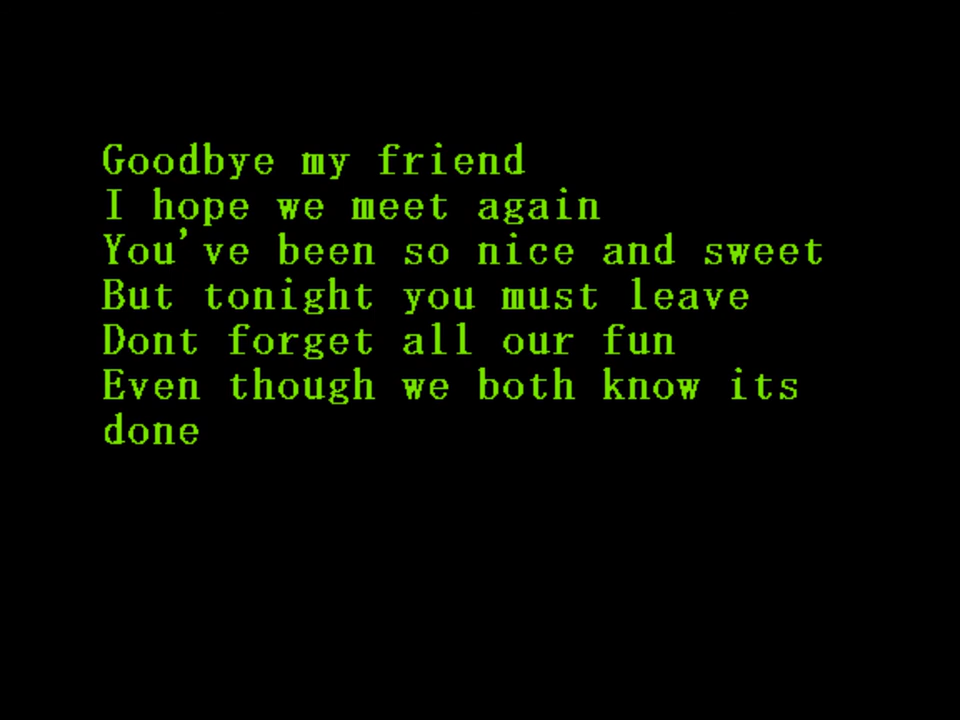 Goodbye my friend
I hope we meet again
You've been so nice and sweet
But tonight you must leave
Dont forget all our fun
Even though we both know its
done